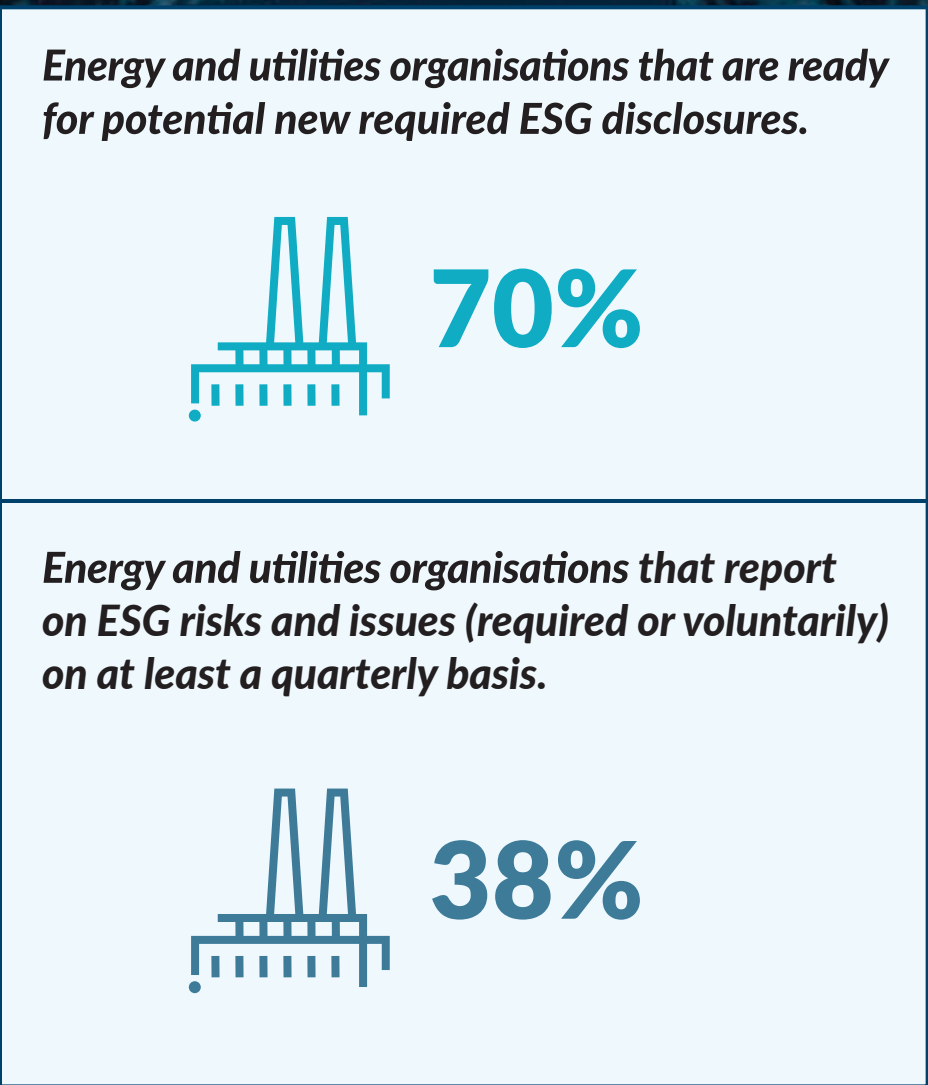 Energy and utilities organisations that are ready
for potential new required ESG disclosures.
70%
Energy and utilities organisations that report
on ESG risks and issues (required or voluntarily)
on at least a quarterly basis.
38%